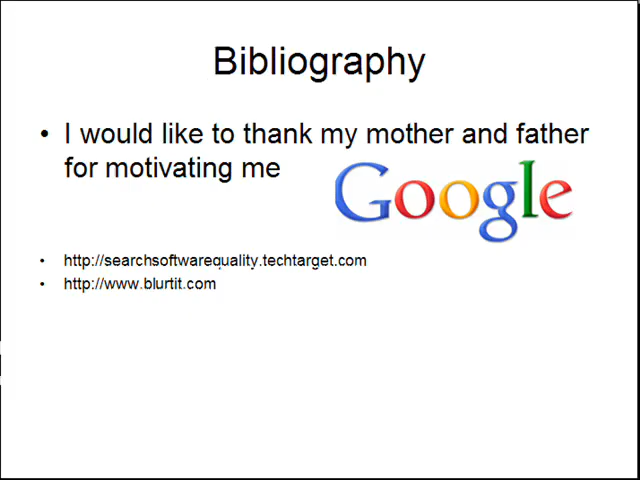 Bibliography
• I would like to thank my mother and father
for motivating me
Google
• http://searchsoftwarequality.techtarget.com
• http://www.blurtit.com